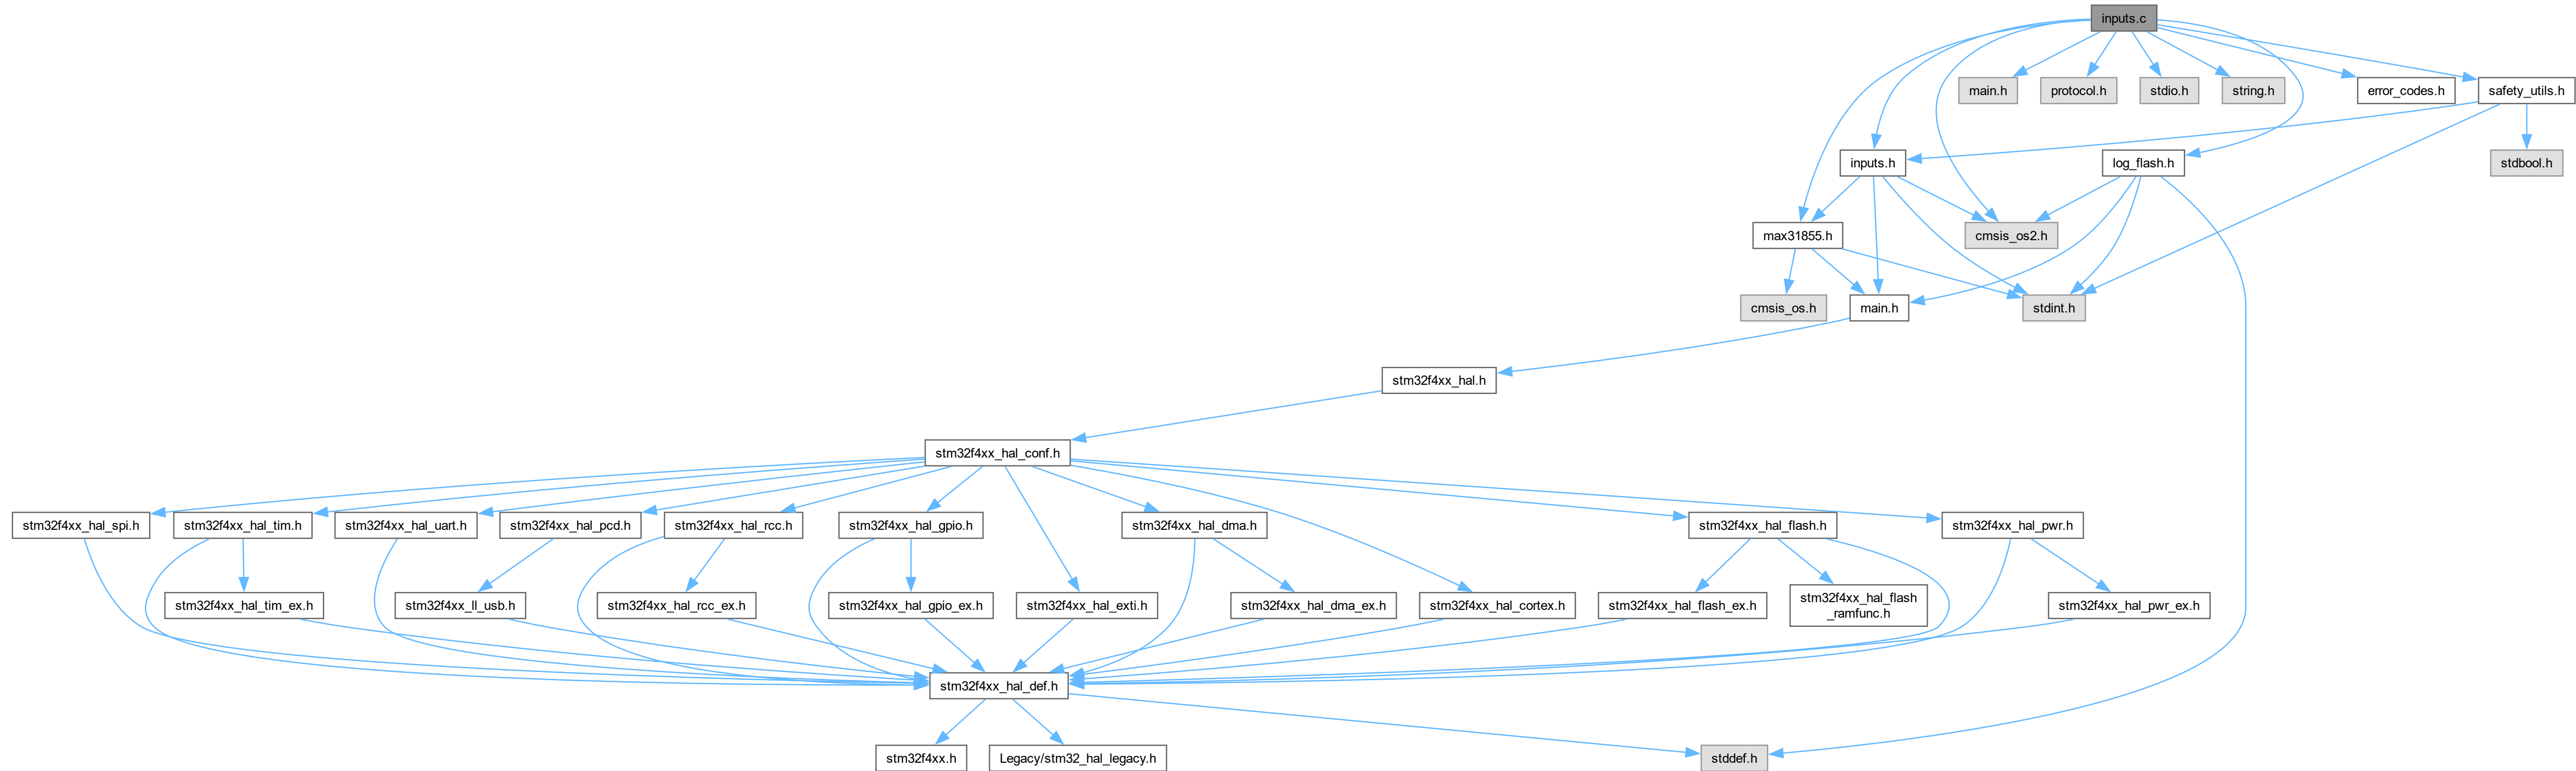 inputs.c
main.h
protocol.h
stdio.h
string.h
error_codes.h
safety_utils.h
inputs.h
log_flash.h
stdbool.h
max31855.h
cmsis_os2.h
cmsis_os.h
main.h
stdint.h
stm32f4xx_hal.h
stm32f4xx_hal_conf.h
stm32f4xx_hal_spi.h
stm32f4xx_hal_tim.h
stm32f4xx_hal_uart.h
stm32f4xx_hal_pcd.h
stm32f4xx_hal_rcc.h
stm32f4xx_hal_gpio.h
stm32f4xx_hal_dma.h
stm32f4xx_hal_flash.h
stm32f4xx_hal_pwr.h
stm32f4xx_hal_tim_ex.h
stm32f4xx_ll_usb.h
stm32f4xx_hal_rcc_ex.h
stm32f4xx_hal_gpio_ex.h
stm32f4xx_hal_exti.h
stm32f4xx_hal_dma_ex.h
stm32f4xx_hal_cortex.h
stm32f4xx_hal_flash_ex.h
stm32f4xx_hal_flash
_ramfunc.h
stm32f4xx_hal_pwr_ex.h
stm32f4xx_hal_def.h
stm32f4xx.h
Legacy/stm32_hal_legacy.h
stddef.h